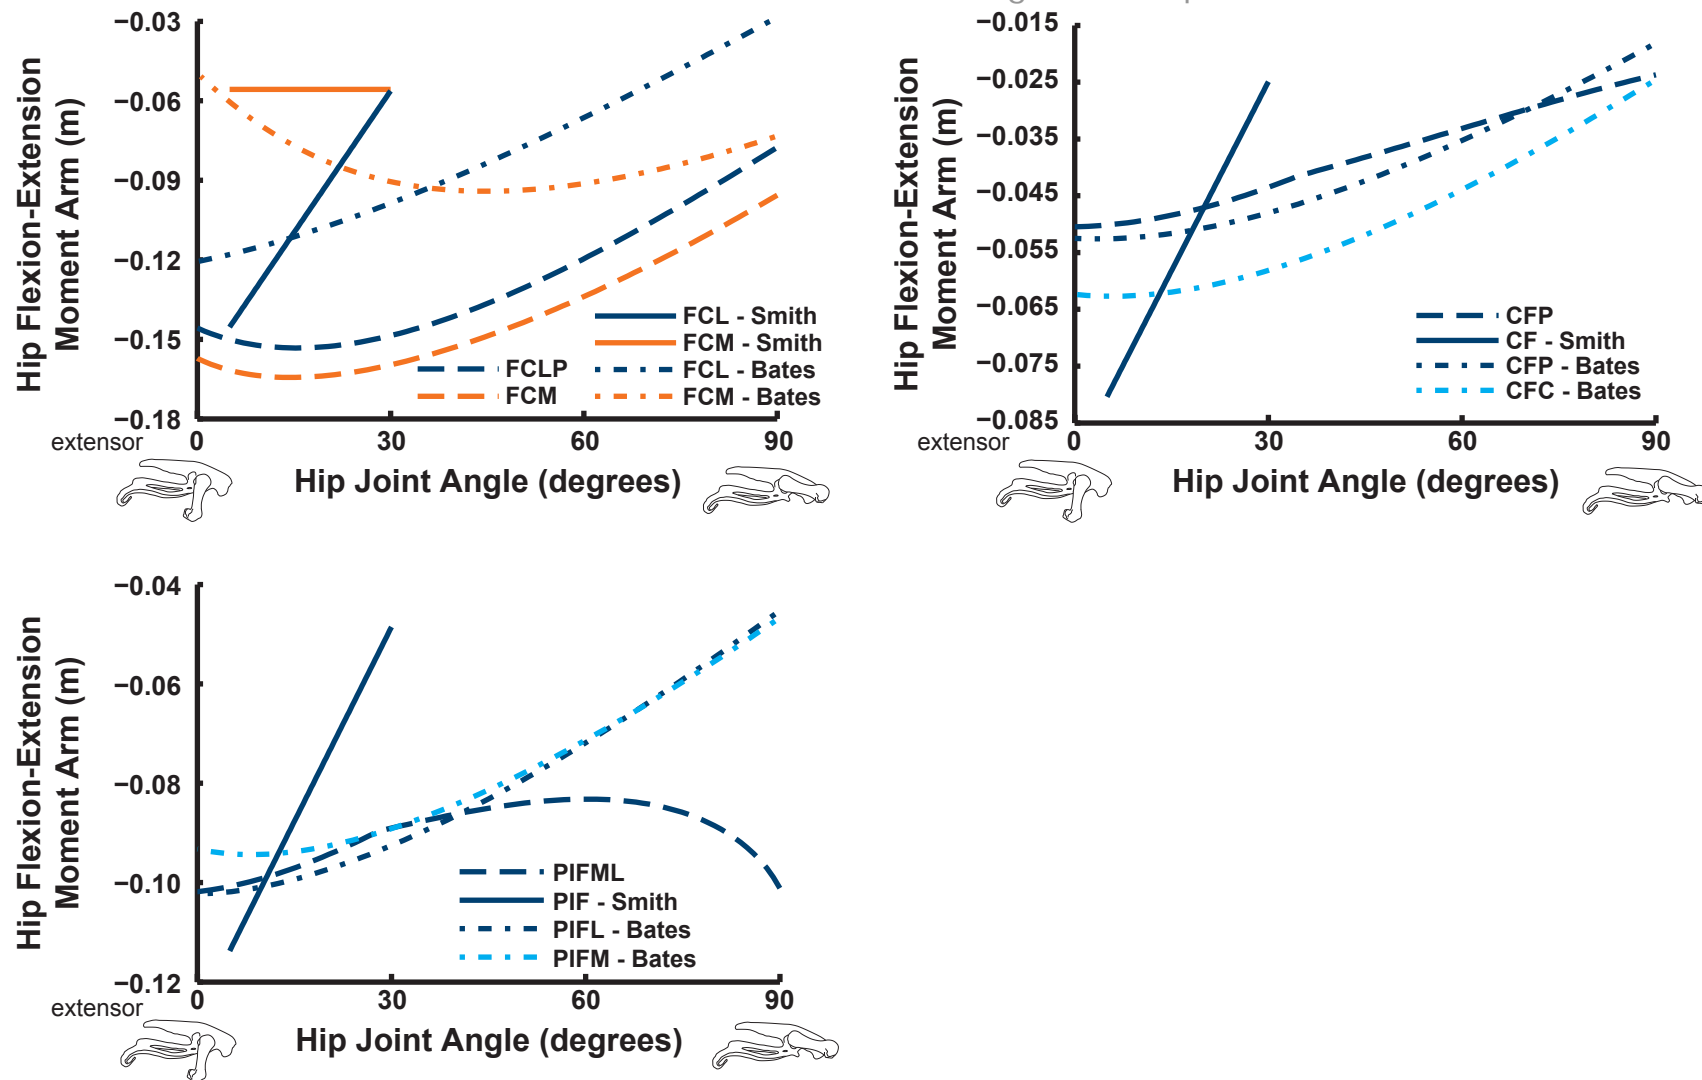 Hip Flexion-Extension
Moment Arm (m)
−0.03
−0.06
−0.09
−0.12
−0.15
−0.18
FCL - Smith
FCM - Smith
FCLP
FCL - Bates
FCM
FCM - Bates
extensor
0
30
60
90
Hip Joint Angle (degrees)
Hip Flexion-Extension
Moment Arm (m)
−0.015
−0.025
−0.035
−0.045
−0.055
−0.065
−0.075
−0.085
CFP
CF - Smith
CFP - Bates
CFC - Bates
extensor
0
30
60
90
Hip Joint Angle (degrees)
Hip Flexion-Extension
Moment Arm (m)
−0.04
−0.06
−0.08
−0.10
−0.12
PIFML
PIF - Smith
PIFL - Bates
PIFM - Bates
extensor
0
30
60
90
Hip Joint Angle (degrees)